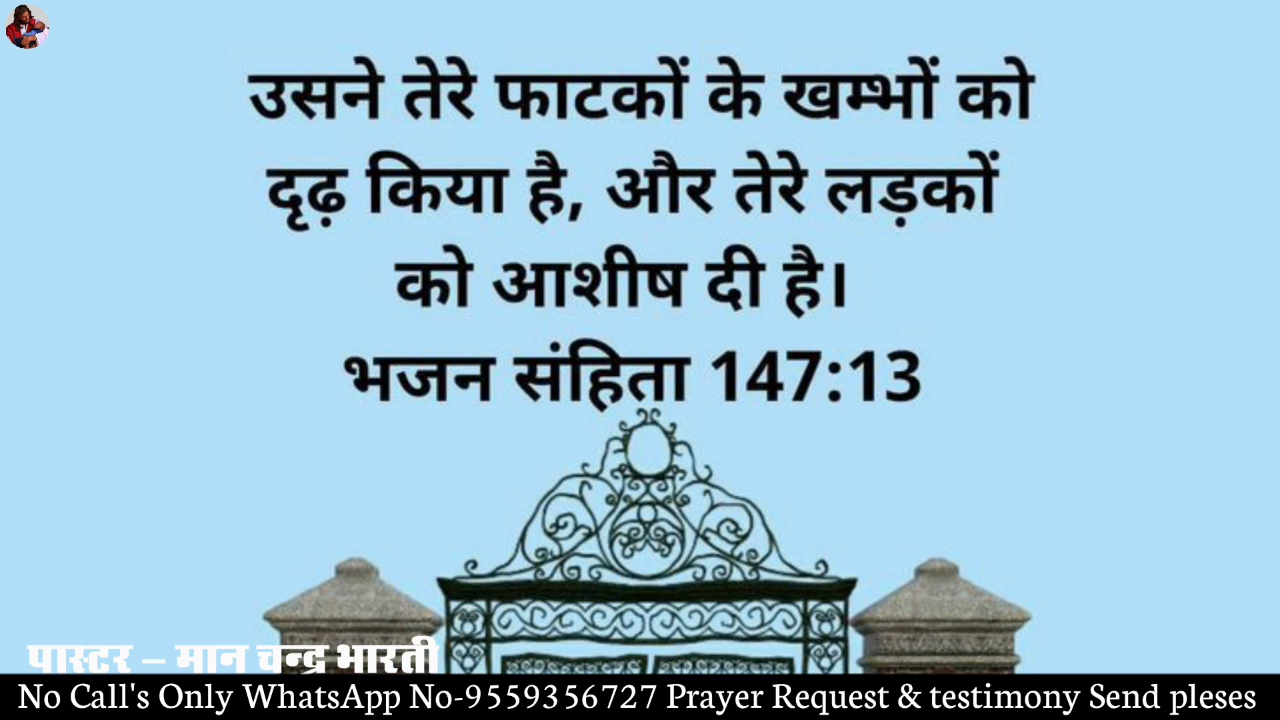 उसने तेरे फाटकों के खम्भों को
दृढ़ किया है, और तेरे लड़कों
को आशीष दी है।
भजन संहिता 147:13
पास्टर – मान चन्द्र भारती
No Call's Only WhatsApp No-9559356727 Prayer Request & testimony Send pleses